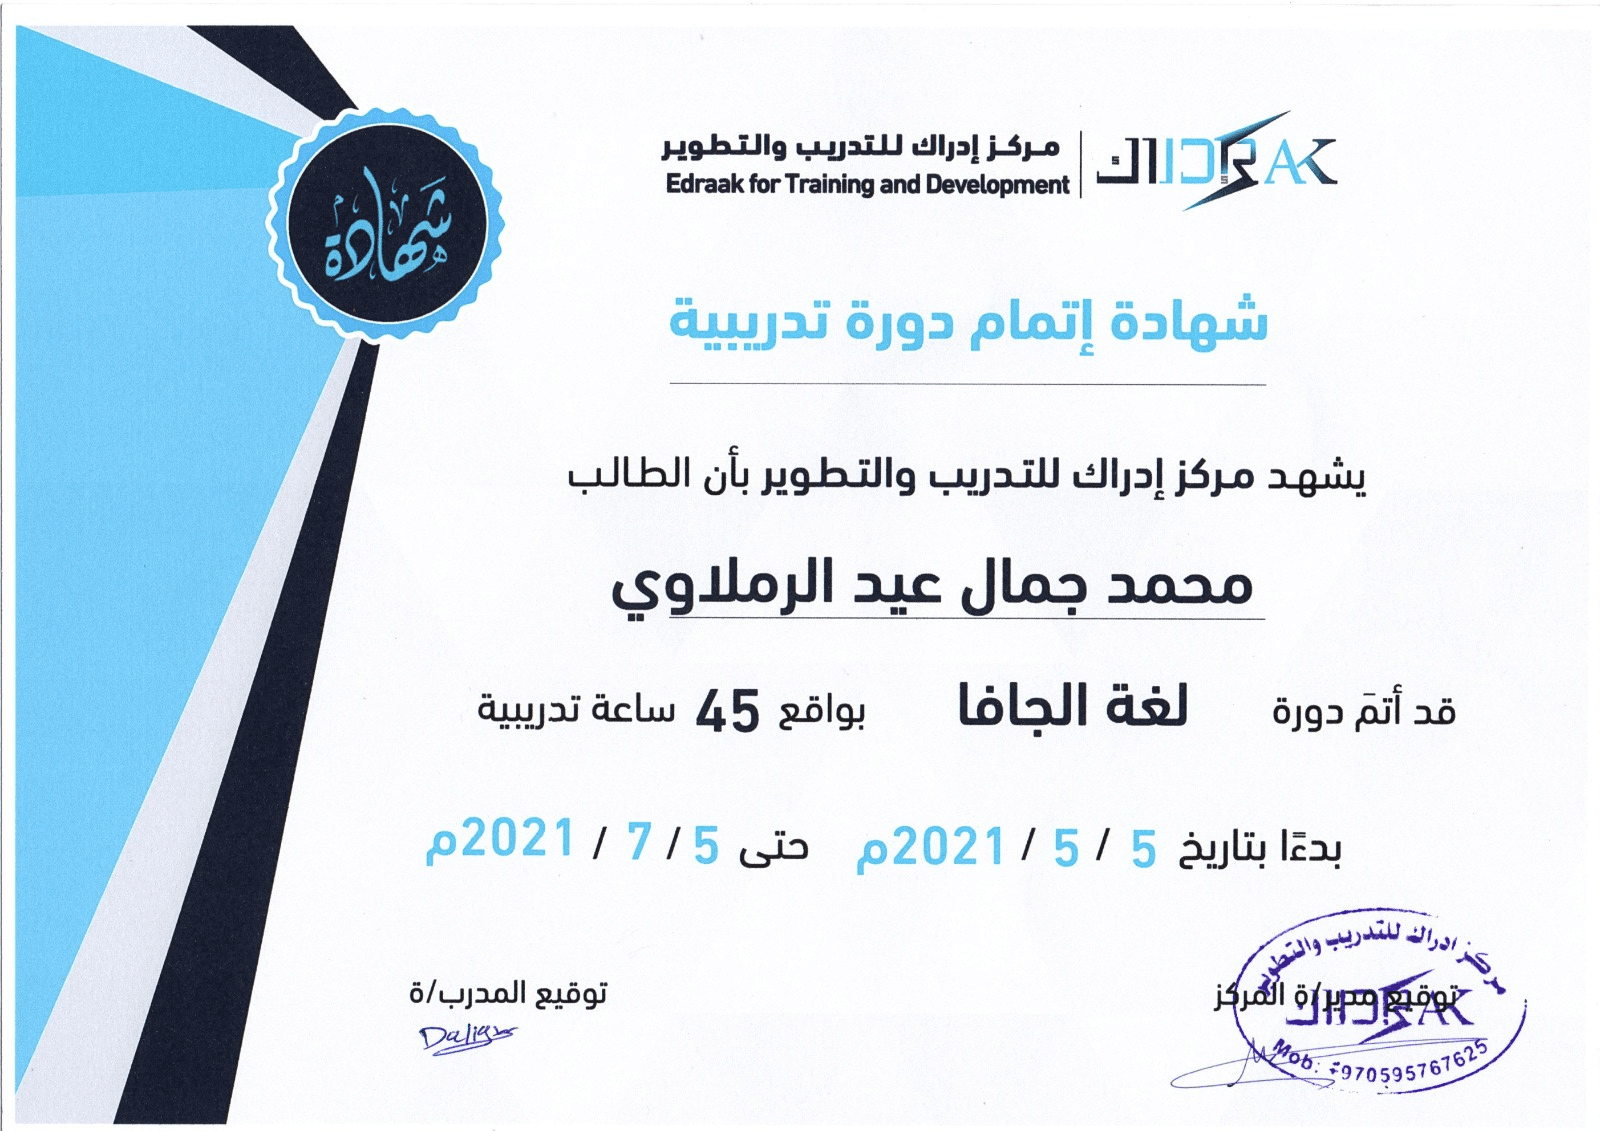 شهادة
مركز إدراك للتدريب والتطوير
Edraak for Training and Development
شهادة إتمام دورة تدريبية
يشهد مركز إدراك للتدريب والتطوير بأن الطالب
محمد جمال عيد الرملاوي
قد أتمَ دورة لغة الجافا بواقع 45 ساعة تدريبية
بدءًا بتاريخ 5 / 5 / 2021م حتى 5 / 7 / 2021م
توقيع مدير/ة المركز
توقيع المدرب/ة
مركز ادراك للتدريب والتطوير
Mob: +970595767625